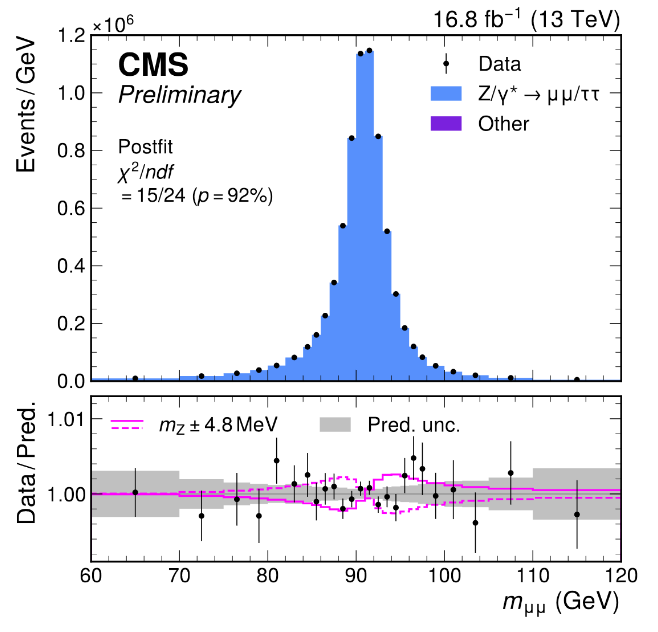 16.8 fb⁻¹ (13 TeV)
×10⁶
Events / GeV
1.2
1.0
0.8
0.6
0.4
0.2
0.0
CMS
Preliminary
Postfit
χ²/ndf
= 15/24 (p = 92%)
Data
Z/γ* → μμ/ττ
Other
Data / Pred.
1.01
1.00
m_Z ± 4.8 MeV
Pred. unc.
60 70 80 90 100 110 120
m_μμ (GeV)